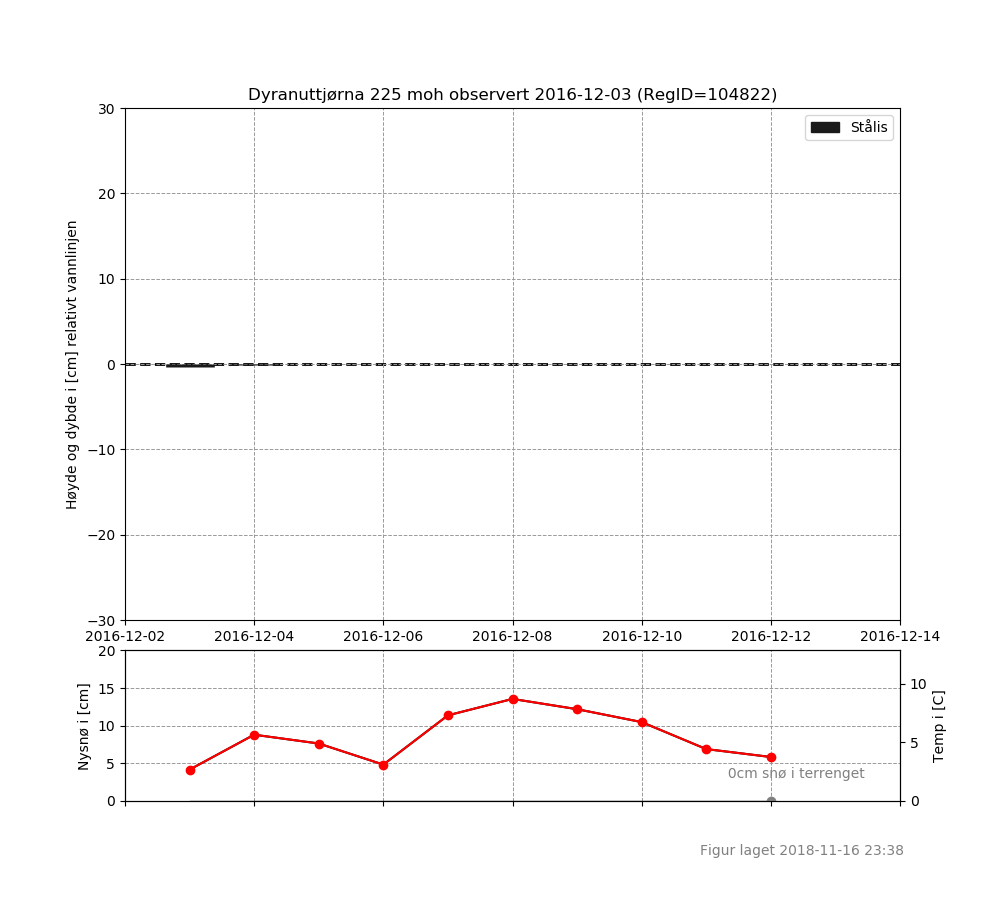 Dyranuttjørna 225 moh observert 2016-12-03 (RegID=104822)
Stålis
Høyde og dybde i [cm] relativt vannlinjen
30
20
10
0
−10
−20
−30
2016-12-02 2016-12-04 2016-12-06 2016-12-08 2016-12-10 2016-12-12 2016-12-14
Nysnø i [cm]
20
15
10
5
0
10
5
0
Temp i [C]
0cm snø i terrenget
Figur laget 2018-11-16 23:38